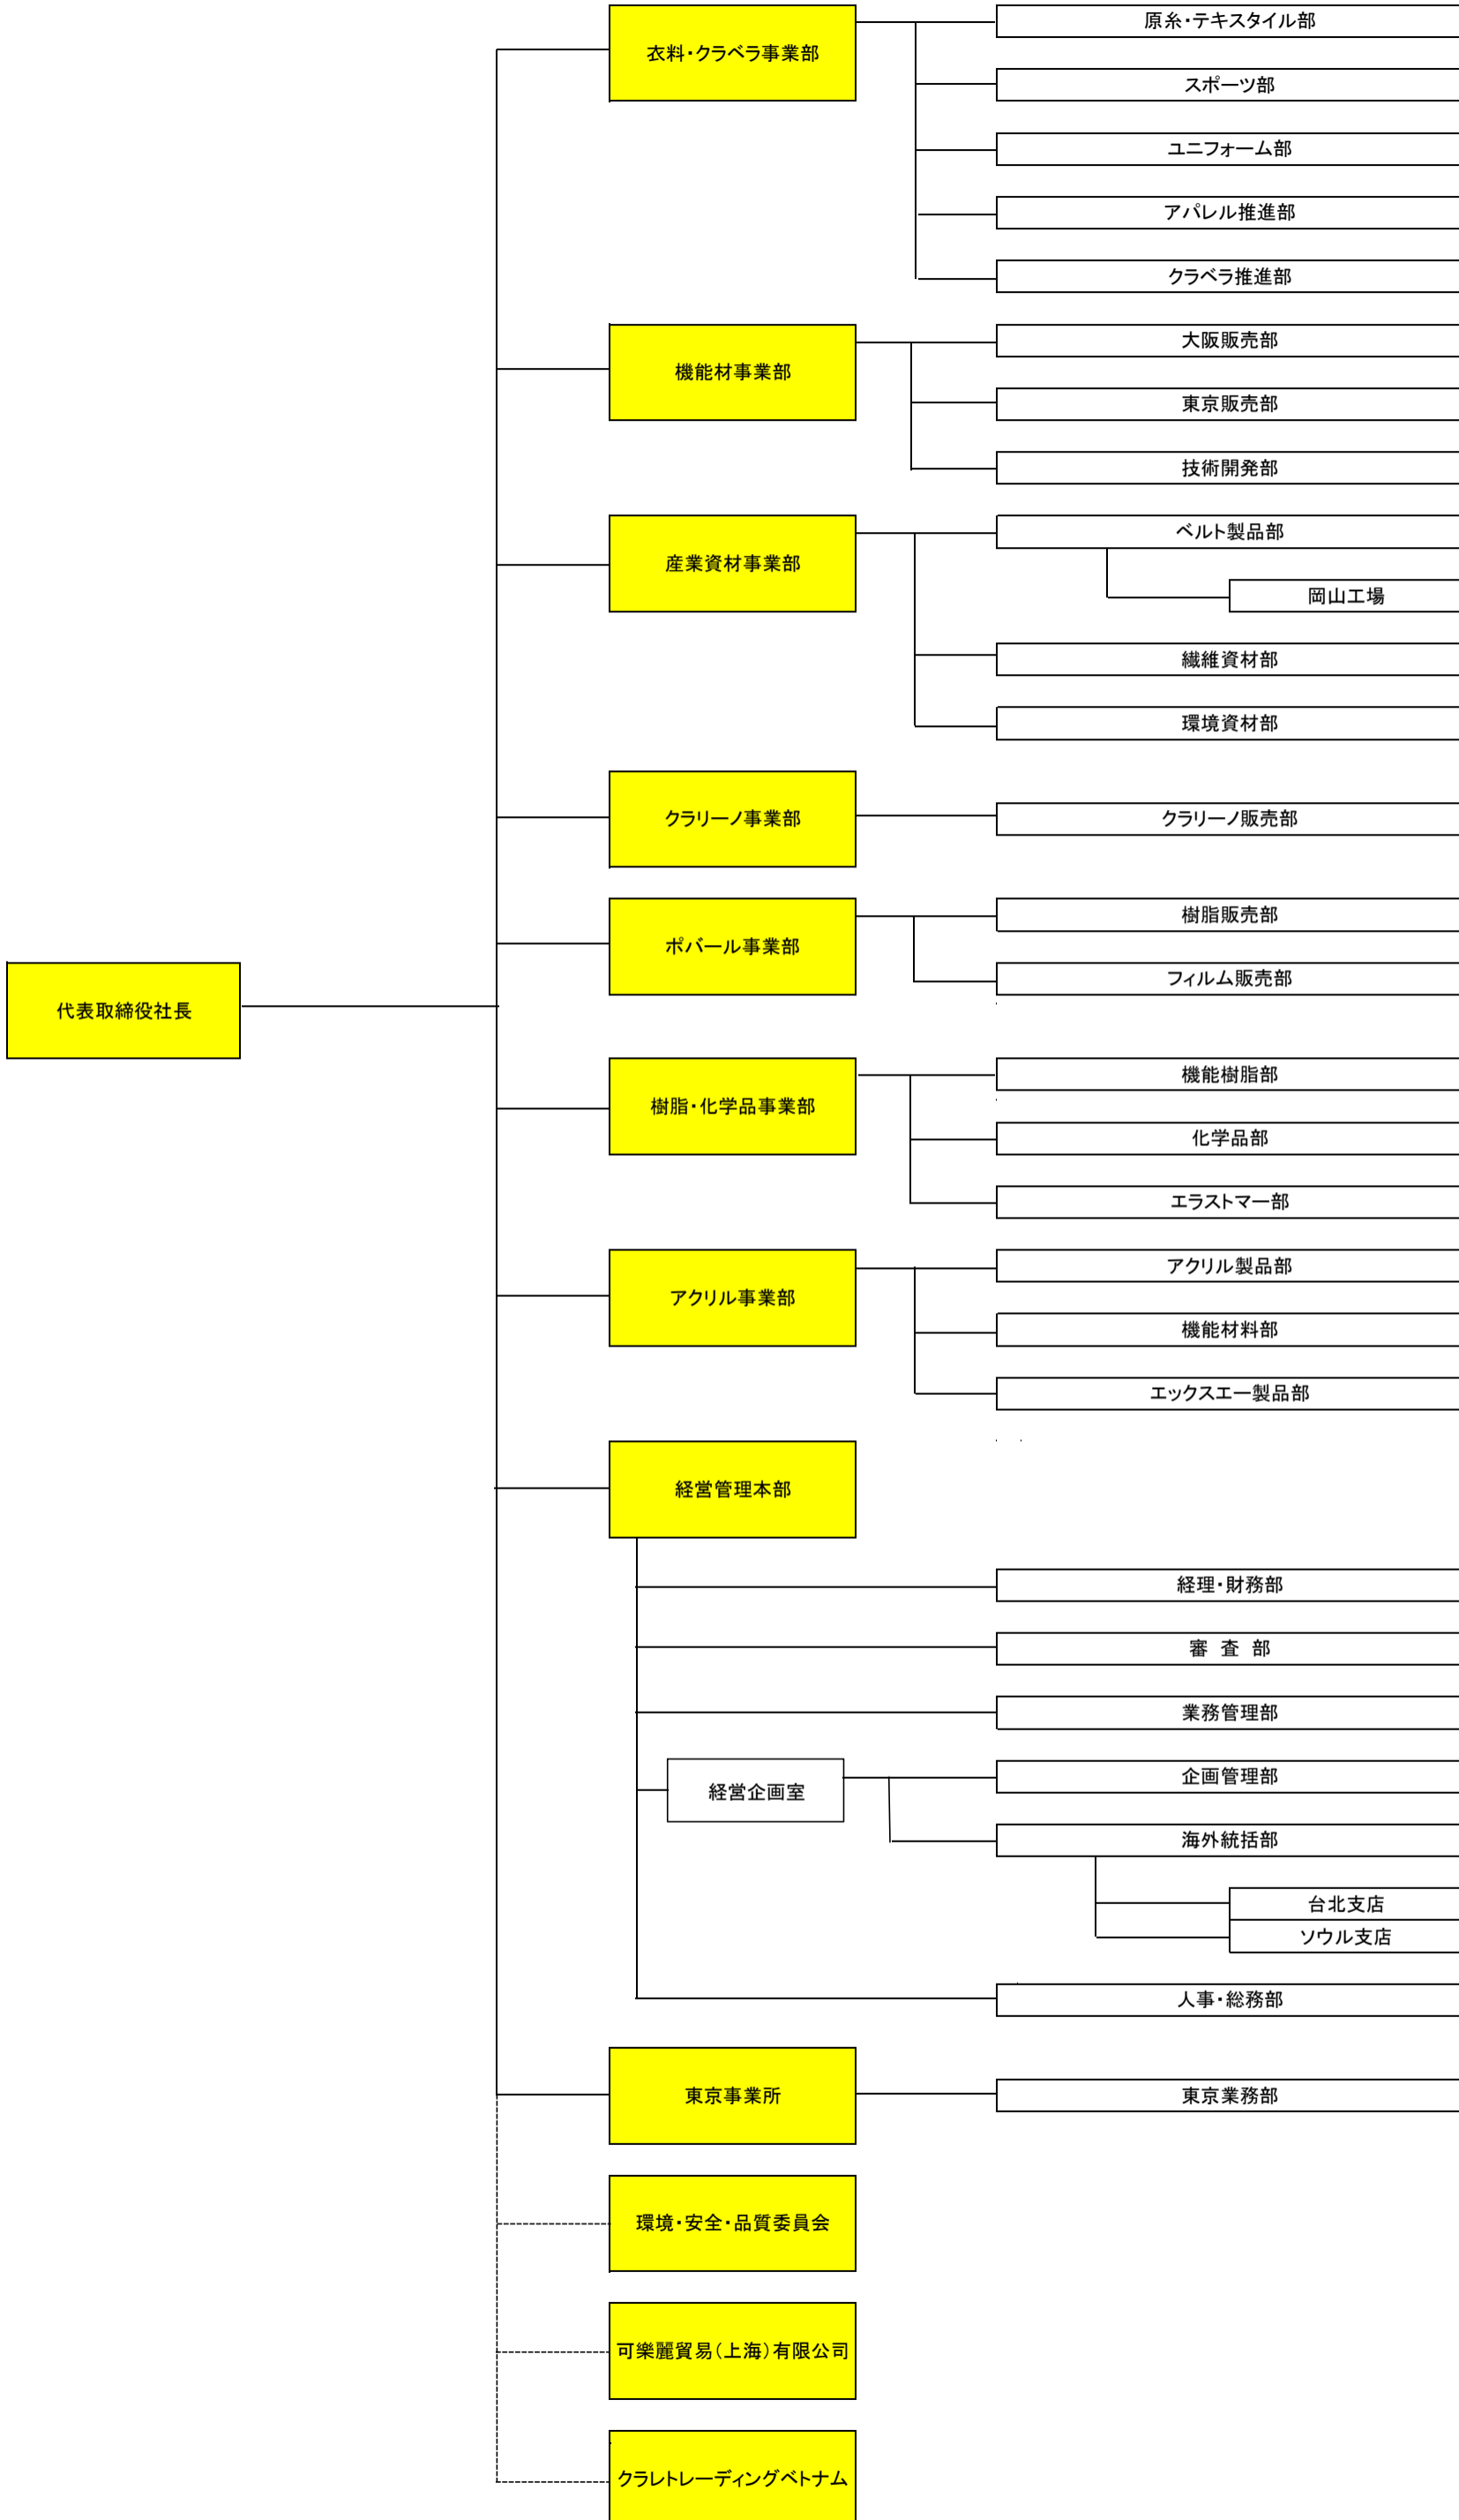 衣料・クラベラ事業部
原糸・テキスタイル部
スポーツ部
ユニフォーム部
アパレル推進部
クラベラ推進部
機能材事業部
大阪販売部
東京販売部
技術開発部
産業資材事業部
ベルト製品部
岡山工場
繊維資材部
環境資材部
クラリーノ事業部
クラリーノ販売部
ポバール事業部
樹脂販売部
フィルム販売部
代表取締役社長
樹脂・化学品事業部
機能樹脂部
化学品部
エラストマー部
アクリル事業部
アクリル製品部
機能材料部
エックスエー製品部
経営管理本部
経理・財務部
審　査　部
業務管理部
経営企画室
企画管理部
海外統括部
台北支店
ソウル支店
人事・総務部
東京事業所
東京業務部
環境・安全・品質委員会
可樂麗貿易（上海）有限公司
クラレトレーディングベトナム